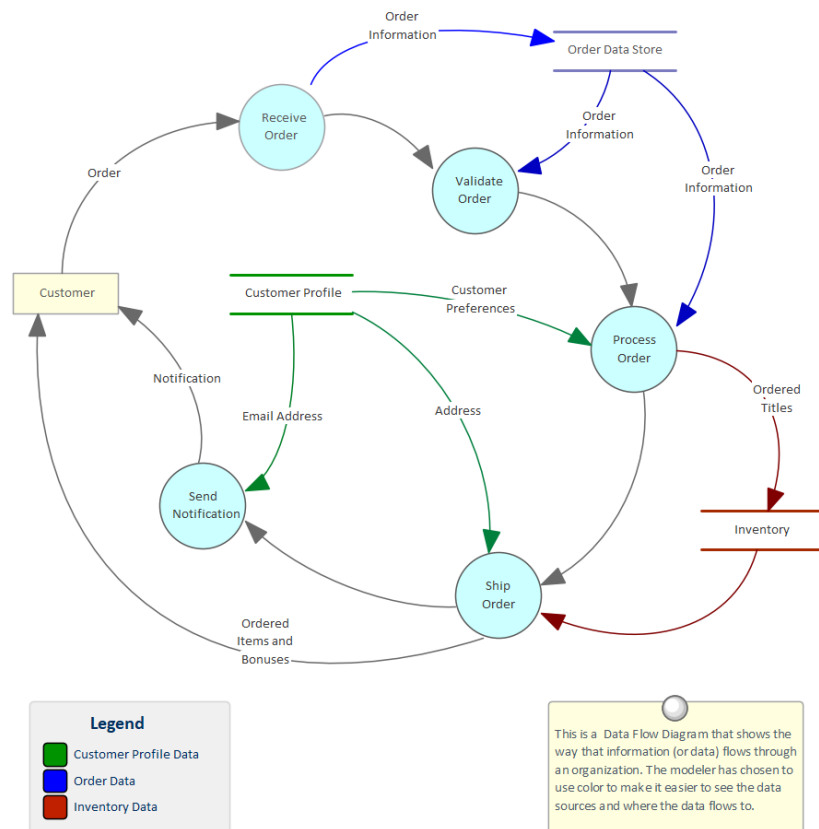 Order
Information
Order Data Store
Receive
Order
Order
Information
Order
Validate
Order
Order
Information
Customer
Customer Profile
Customer
Preferences
Process
Order
Notification
Ordered
Titles
Email Address
Address
Send
Notification
Inventory
Ship
Order
Ordered
Items and
Bonuses
Legend
Customer Profile Data
Order Data
Inventory Data
This is a Data Flow Diagram that shows the
way that information (or data) flows through
an organization. The modeler has chosen to
use color to make it easier to see the data
sources and where the data flows to.